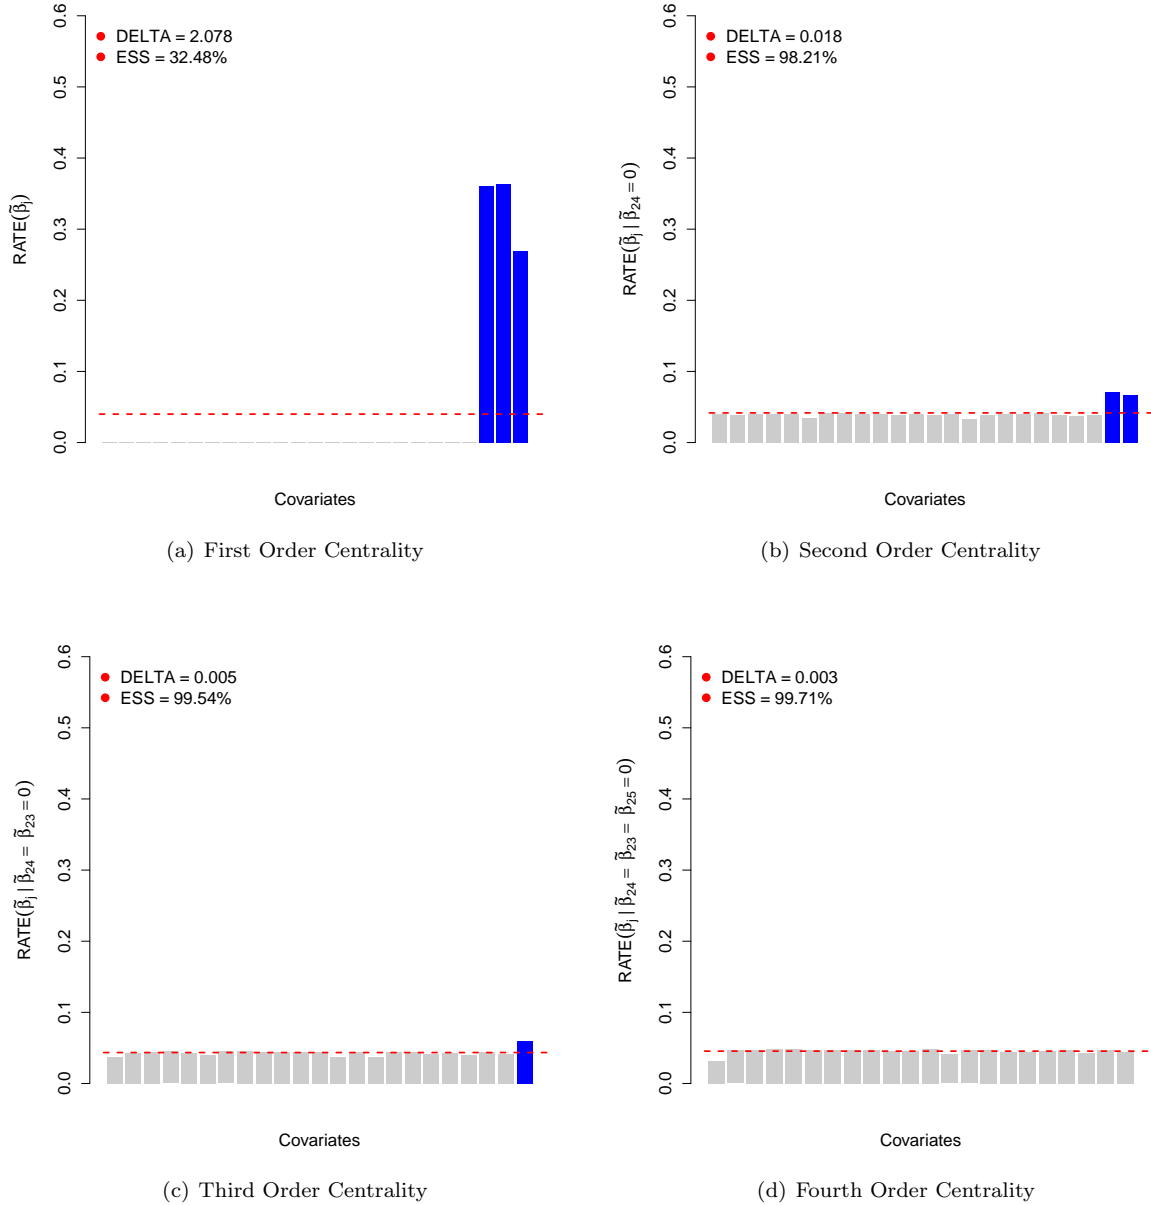 DELTA = 2.078
ESS = 32.48%
RATE(β̃j)
0.0 0.1 0.2 0.3 0.4 0.5 0.6
Covariates
(a) First Order Centrality
DELTA = 0.018
ESS = 98.21%
RATE(β̃j | β̃24 = 0)
0.0 0.1 0.2 0.3 0.4 0.5 0.6
Covariates
(b) Second Order Centrality
DELTA = 0.005
ESS = 99.54%
RATE(β̃j | β̃24 = β̃23 = 0)
0.0 0.1 0.2 0.3 0.4 0.5 0.6
Covariates
(c) Third Order Centrality
DELTA = 0.003
ESS = 99.71%
RATE(β̃j | β̃24 = β̃23 = β̃25 = 0)
0.0 0.1 0.2 0.3 0.4 0.5 0.6
Covariates
(d) Fourth Order Centrality